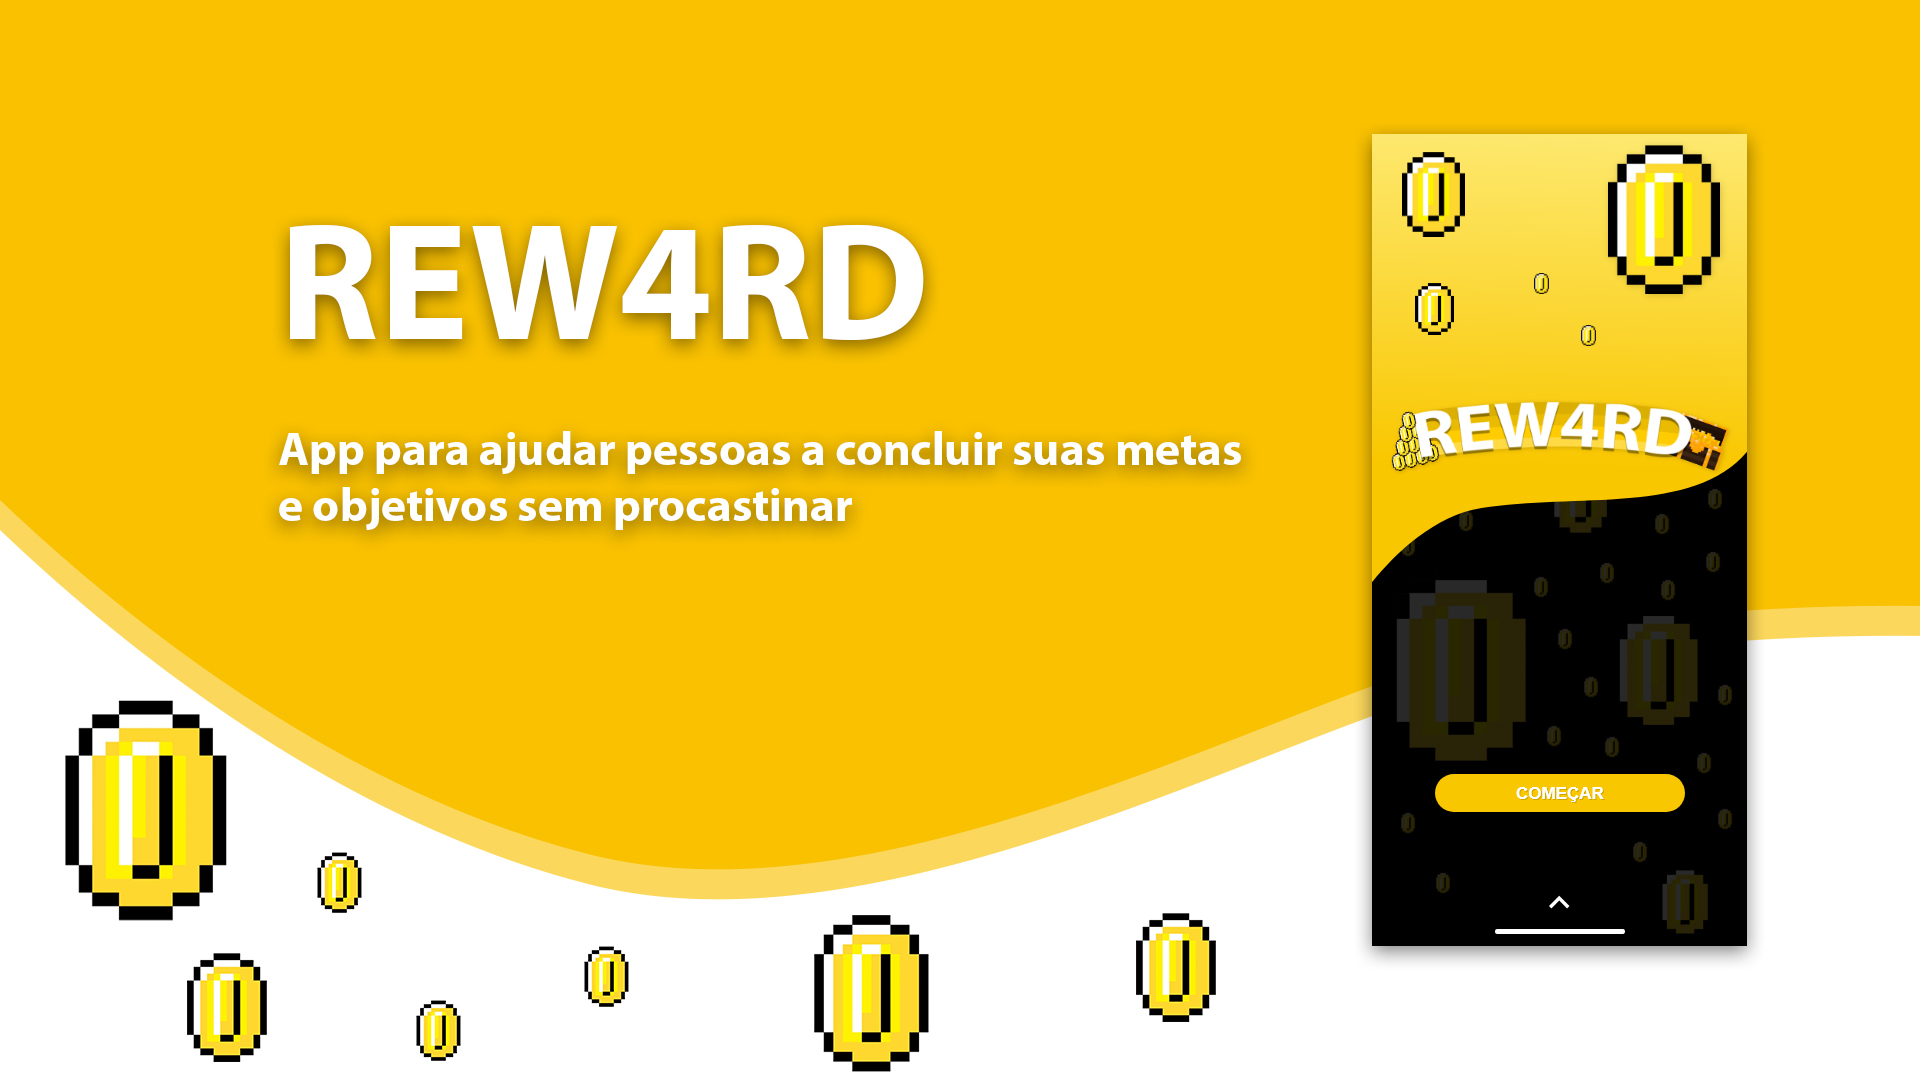 REW4RD
App para ajudar pessoas a concluir suas metas
e objetivos sem procastinar
REW4RD
COMEÇAR